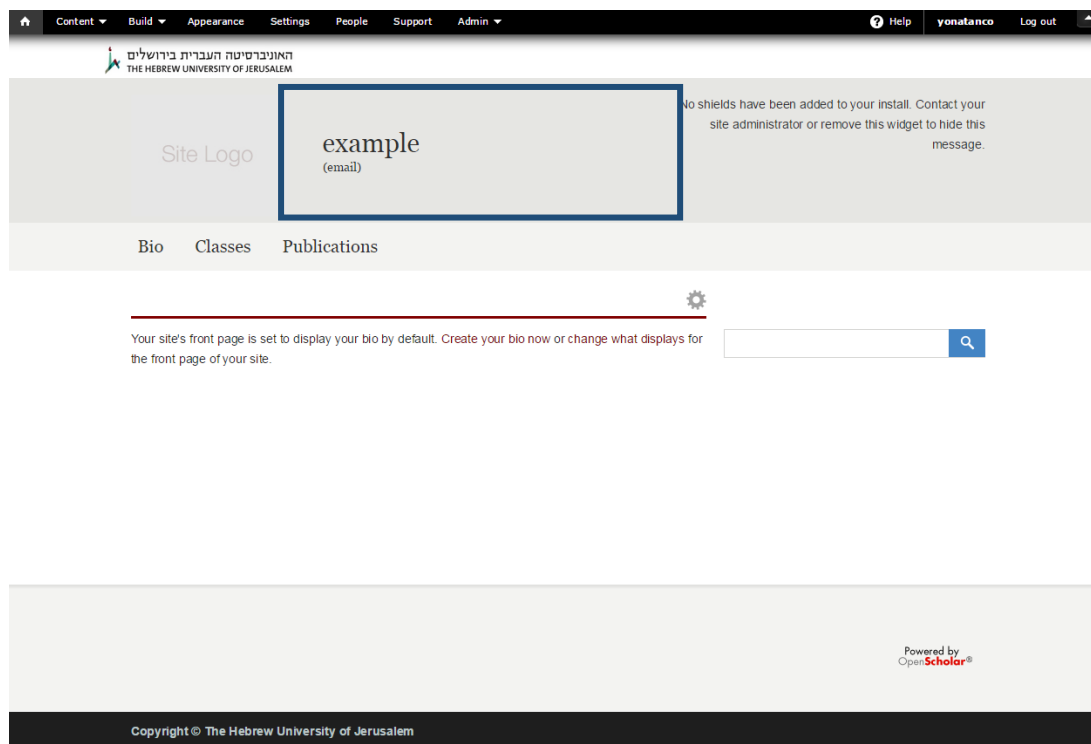 Content Build Appearance Settings People Support Admin
Help yonatanco Log out
האוניברסיטה העברית בירושלים
THE HEBREW UNIVERSITY OF JERUSALEM
Site Logo
example
(email)
No shields have been added to your install. Contact your
site administrator or remove this widget to hide this
message.
Bio Classes Publications
Your site's front page is set to display your bio by default. Create your bio now or change what displays for
the front page of your site.
Powered by
OpenScholar®
Copyright © The Hebrew University of Jerusalem